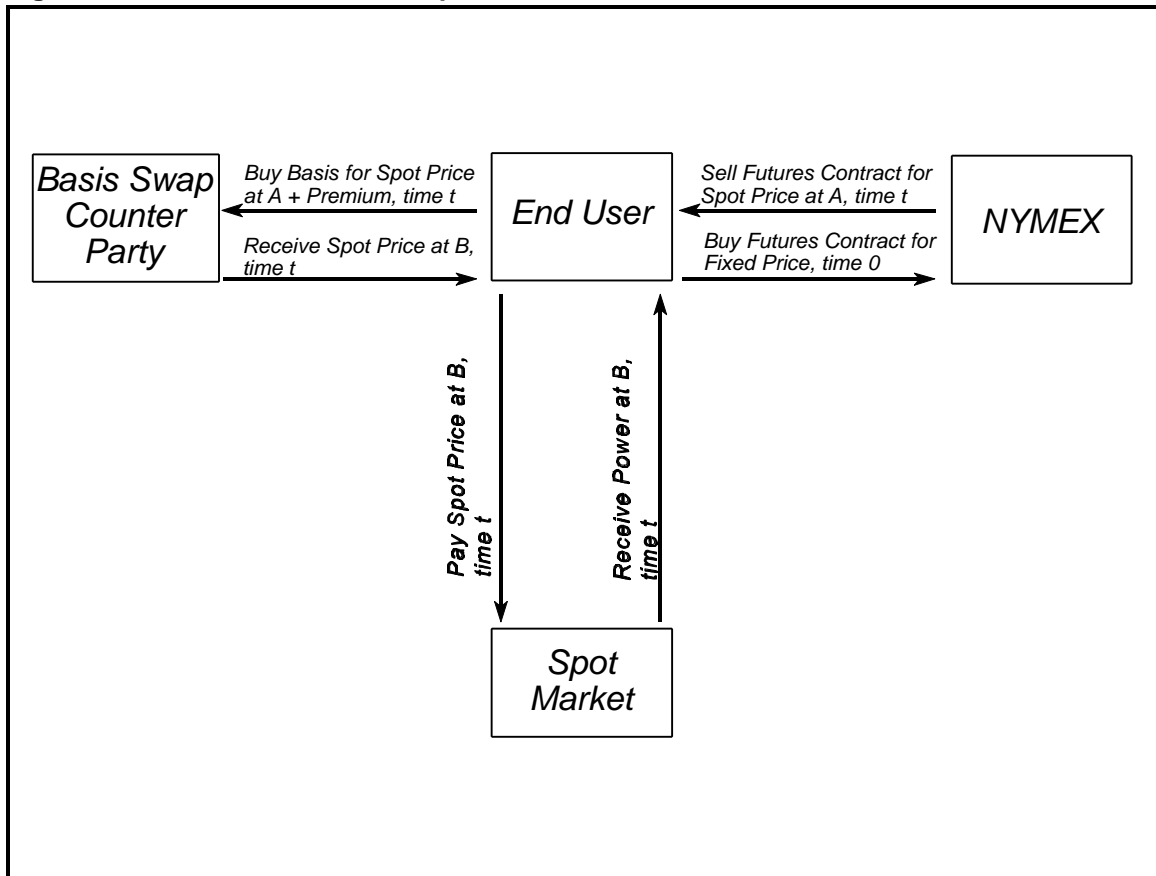 Basis Swap
Counter
Party
Buy Basis for Spot Price
at A + Premium, time t
Receive Spot Price at B,
time t
End User
Sell Futures Contract for
Spot Price at A, time t
Buy Futures Contract for
Fixed Price, time 0
NYMEX
Pay Spot Price at B,
time t
Receive Power at B,
time t
Spot
Market